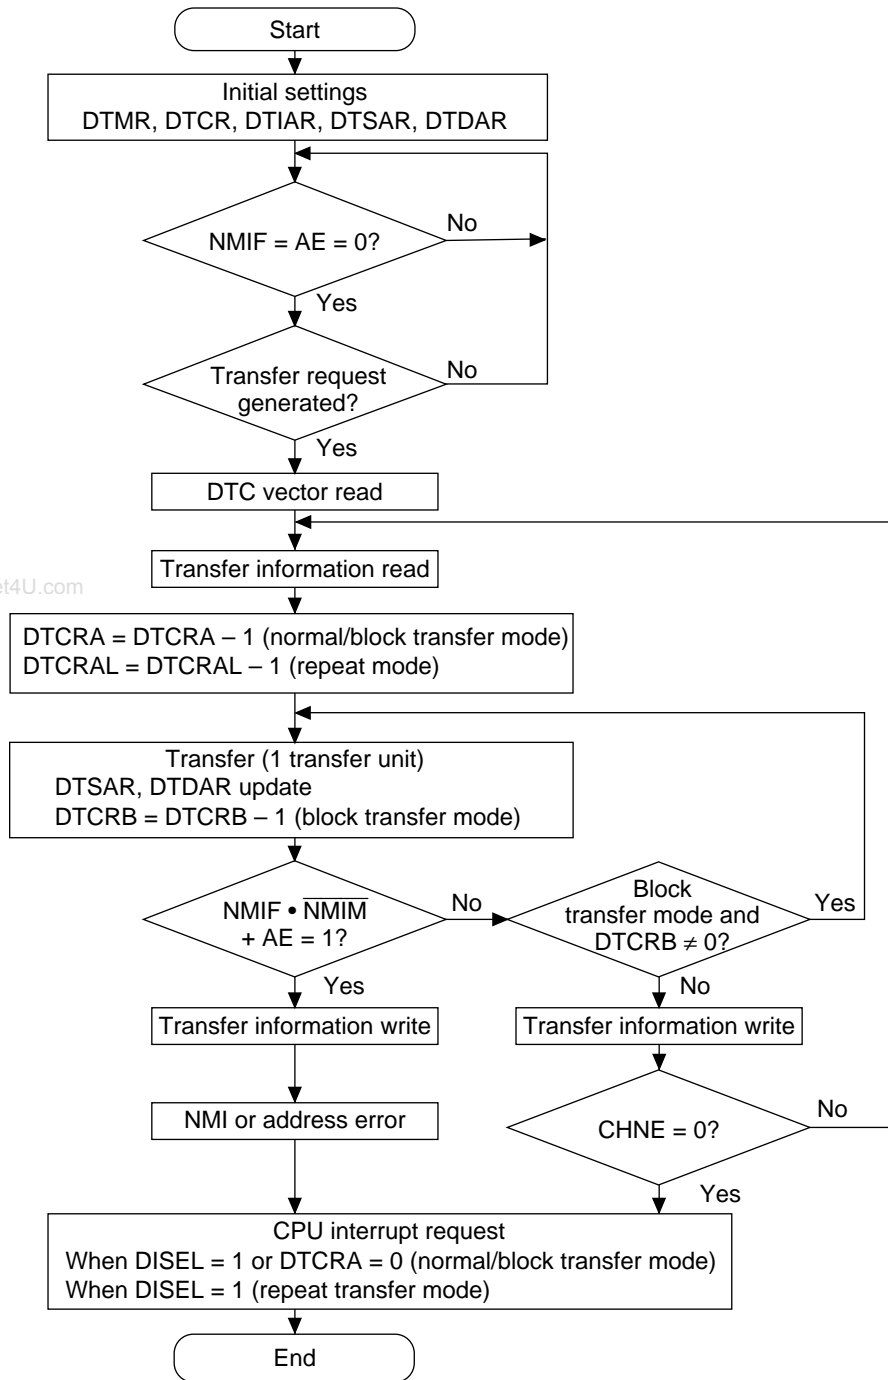 Start
Initial settings
DTMR, DTCR, DTIAR, DTSAR, DTDAR
NMIF = AE = 0?
No
Yes
Transfer request
generated?
No
Yes
DTC vector read
Transfer information read
et4U.com
DTCRA = DTCRA – 1 (normal/block transfer mode)
DTCRAL = DTCRAL – 1 (repeat mode)
Transfer (1 transfer unit)
DTSAR, DTDAR update
DTCRB = DTCRB – 1 (block transfer mode)
NMIF • N̅M̅I̅M̅
+ AE = 1?
No
Yes
Block
transfer mode and
DTCRB ≠ 0?
Yes
No
Transfer information write
Transfer information write
NMI or address error
CHNE = 0?
No
Yes
CPU interrupt request
When DISEL = 1 or DTCRA = 0 (normal/block transfer mode)
When DISEL = 1 (repeat transfer mode)
End